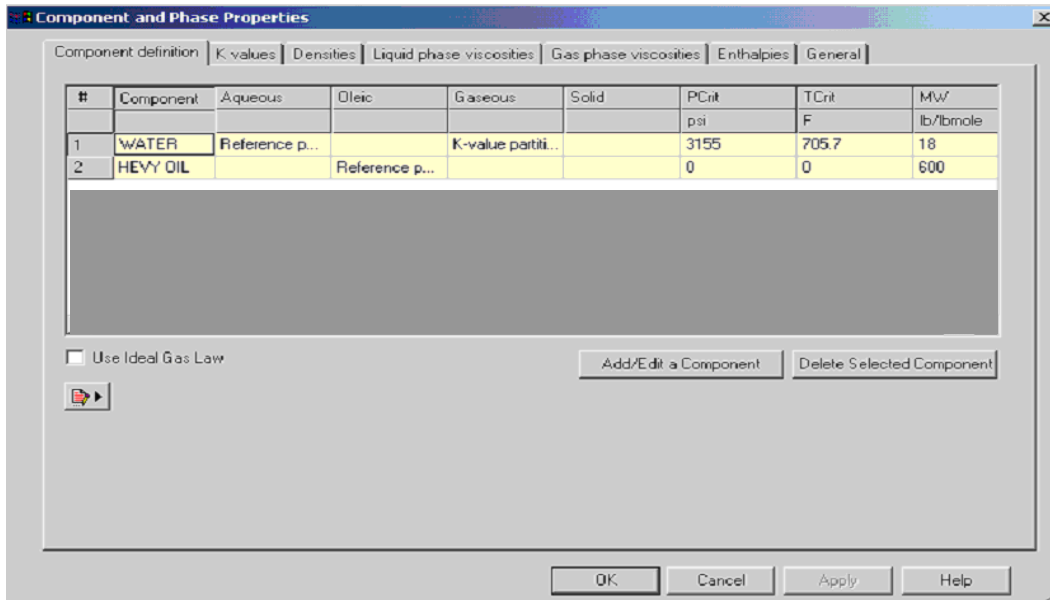 Component and Phase Properties
Component definition K values Densities Liquid phase viscosities Gas phase viscosities Enthalpies General
# Component Aqueous Oleic Gaseous Solid PCrit TCrit MW
psi F lb/lbmole
1 WATER Reference p... K-value partiti... 3155 705.7 18
2 HEVY OIL Reference p... 0 0 600
Use Ideal Gas Law Add/Edit a Component Delete Selected Component
OK Cancel Apply Help